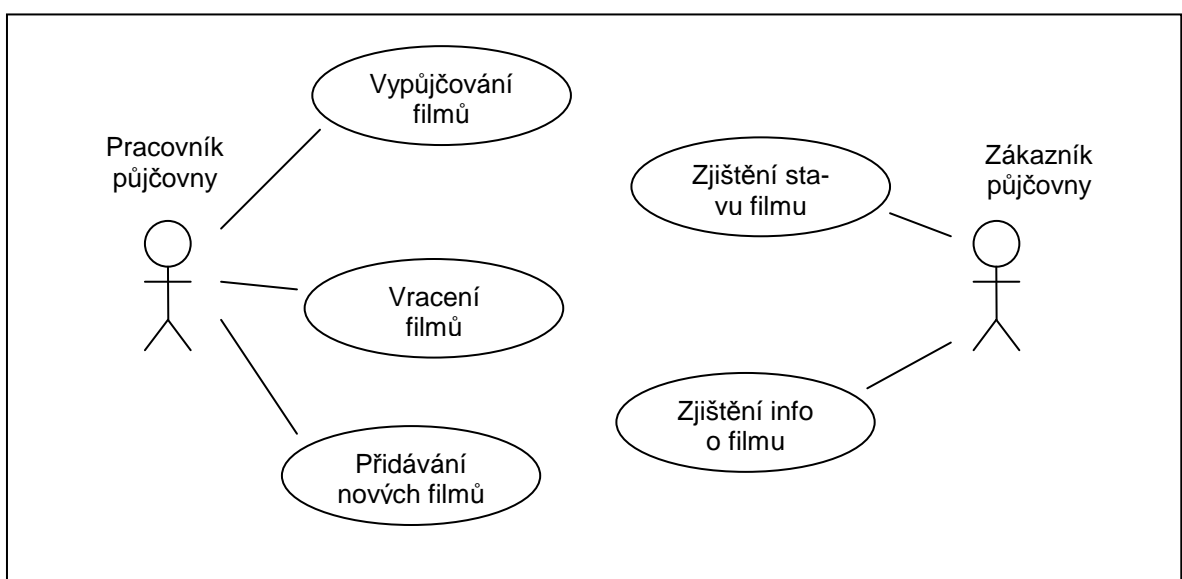 Vypůjčování
filmů
Pracovník
půjčovny
Zjištění sta-
vu filmu
Zákazník
půjčovny
Vracení
filmů
Zjištění info
o filmu
Přidávání
nových filmů